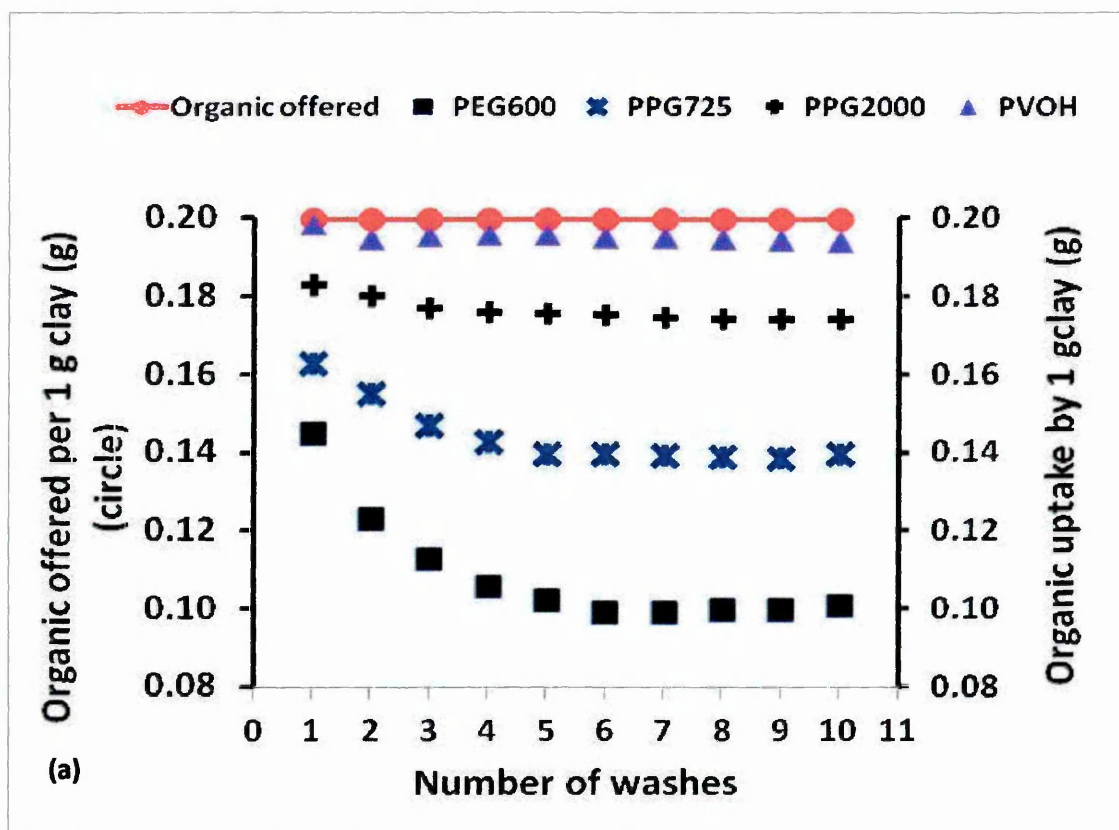 Organic offered PEG600 PPG725 PPG2000 PVOH
Organic offered per 1 g clay (g)
(circle)
0.20
0.18
0.16
0.14
0.12
0.10
0.08
0.20
0.18
0.16
0.14
0.12
0.10
0.08
Organic uptake by 1 gclay (g)
0 1 2 3 4 5 6 7 8 9 10 11
Number of washes
(a)